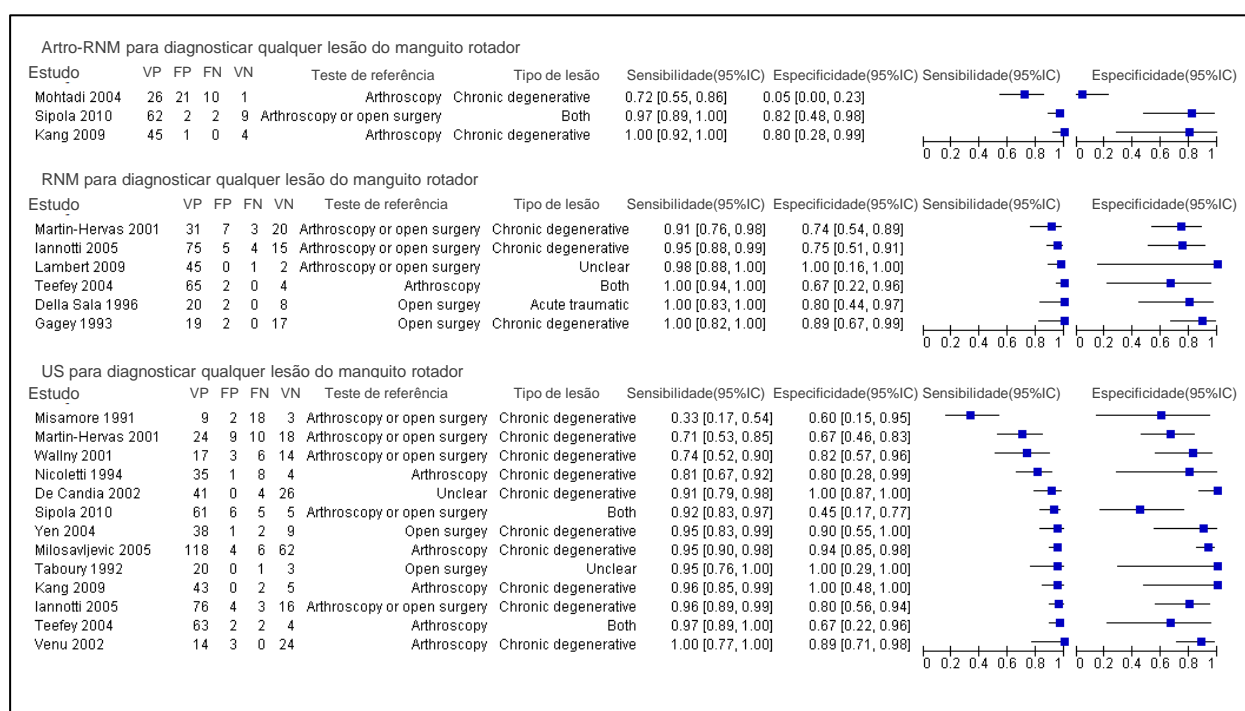 Artro-RNM para diagnosticar qualquer lesão do manguito rotador
Estudo VP FP FN VN Teste de referência Tipo de lesão Sensibilidade(95%IC) Especificidade(95%IC) Sensibilidade(95%IC) Especificidade(95%IC)
Mohtadi 2004 26 21 10 1 Arthroscopy Chronic degenerative 0.72 [0.55, 0.86] 0.05 [0.00, 0.23]
Sipola 2010 62 2 2 9 Arthroscopy or open surgery Both 0.97 [0.89, 1.00] 0.82 [0.48, 0.98]
Kang 2009 45 1 0 4 Arthroscopy Chronic degenerative 1.00 [0.92, 1.00] 0.80 [0.28, 0.99]
0 0.2 0.4 0.6 0.8 1 0 0.2 0.4 0.6 0.8 1
RNM para diagnosticar qualquer lesão do manguito rotador
Estudo VP FP FN VN Teste de referência Tipo de lesão Sensibilidade(95%IC) Especificidade(95%IC) Sensibilidade(95%IC) Especificidade(95%IC)
Martin-Hervas 2001 31 7 3 20 Arthroscopy or open surgery Chronic degenerative 0.91 [0.76, 0.98] 0.74 [0.54, 0.89]
Iannotti 2005 75 5 4 15 Arthroscopy or open surgery Chronic degenerative 0.95 [0.88, 0.99] 0.75 [0.51, 0.91]
Lambert 2009 45 0 1 2 Arthroscopy or open surgery Unclear 0.98 [0.88, 1.00] 1.00 [0.16, 1.00]
Teefey 2004 65 2 0 4 Arthroscopy Both 1.00 [0.94, 1.00] 0.67 [0.22, 0.96]
Della Sala 1996 20 2 0 8 Open surgey Acute traumatic 1.00 [0.83, 1.00] 0.80 [0.44, 0.97]
Gagey 1993 19 2 0 17 Open surgey Chronic degenerative 1.00 [0.82, 1.00] 0.89 [0.67, 0.99]
0 0.2 0.4 0.6 0.8 1 0 0.2 0.4 0.6 0.8 1
US para diagnosticar qualquer lesão do manguito rotador
Estudo VP FP FN VN Teste de referência Tipo de lesão Sensibilidade(95%IC) Especificidade(95%IC) Sensibilidade(95%IC) Especificidade(95%IC)
Misamore 1991 9 2 18 3 Arthroscopy or open surgery Chronic degenerative 0.33 [0.17, 0.54] 0.60 [0.15, 0.95]
Martin-Hervas 2001 24 9 10 18 Arthroscopy or open surgery Chronic degenerative 0.71 [0.53, 0.85] 0.67 [0.46, 0.83]
Wallny 2001 17 3 6 14 Arthroscopy or open surgery Chronic degenerative 0.74 [0.52, 0.90] 0.82 [0.57, 0.96]
Nicoletti 1994 35 1 8 4 Arthroscopy Chronic degenerative 0.81 [0.67, 0.92] 0.80 [0.28, 0.99]
De Candia 2002 41 0 4 26 Unclear Chronic degenerative 0.91 [0.79, 0.98] 1.00 [0.87, 1.00]
Sipola 2010 61 6 5 5 Arthroscopy or open surgery Both 0.92 [0.83, 0.97] 0.45 [0.17, 0.77]
Yen 2004 38 1 2 9 Open surgey Chronic degenerative 0.95 [0.83, 0.99] 0.90 [0.55, 1.00]
Milosavljevic 2005 118 4 6 62 Arthroscopy Chronic degenerative 0.95 [0.90, 0.98] 0.94 [0.85, 0.98]
Taboury 1992 20 0 1 3 Open surgey Unclear 0.95 [0.76, 1.00] 1.00 [0.29, 1.00]
Kang 2009 43 0 2 5 Arthroscopy Chronic degenerative 0.96 [0.85, 0.99] 1.00 [0.48, 1.00]
Iannotti 2005 76 4 3 16 Arthroscopy or open surgery Chronic degenerative 0.96 [0.89, 0.99] 0.80 [0.56, 0.94]
Teefey 2004 63 2 2 4 Arthroscopy Both 0.97 [0.89, 1.00] 0.67 [0.22, 0.96]
Venu 2002 14 3 0 24 Arthroscopy Chronic degenerative 1.00 [0.77, 1.00] 0.89 [0.71, 0.98]
0 0.2 0.4 0.6 0.8 1 0 0.2 0.4 0.6 0.8 1